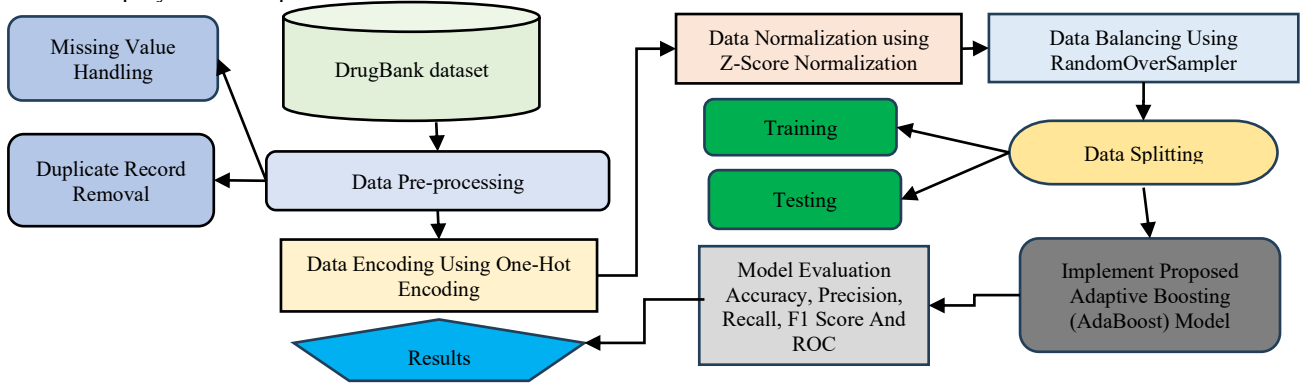 Missing Value
Handling
DrugBank dataset
Data Normalization using
Z-Score Normalization
Data Balancing Using
RandomOverSampler
Training
Duplicate Record
Removal
Data Pre-processing
Data Splitting
Testing
Data Encoding Using One-Hot
Encoding
Model Evaluation
Accuracy, Precision,
Recall, F1 Score And
ROC
Implement Proposed
Adaptive Boosting
(AdaBoost) Model
Results